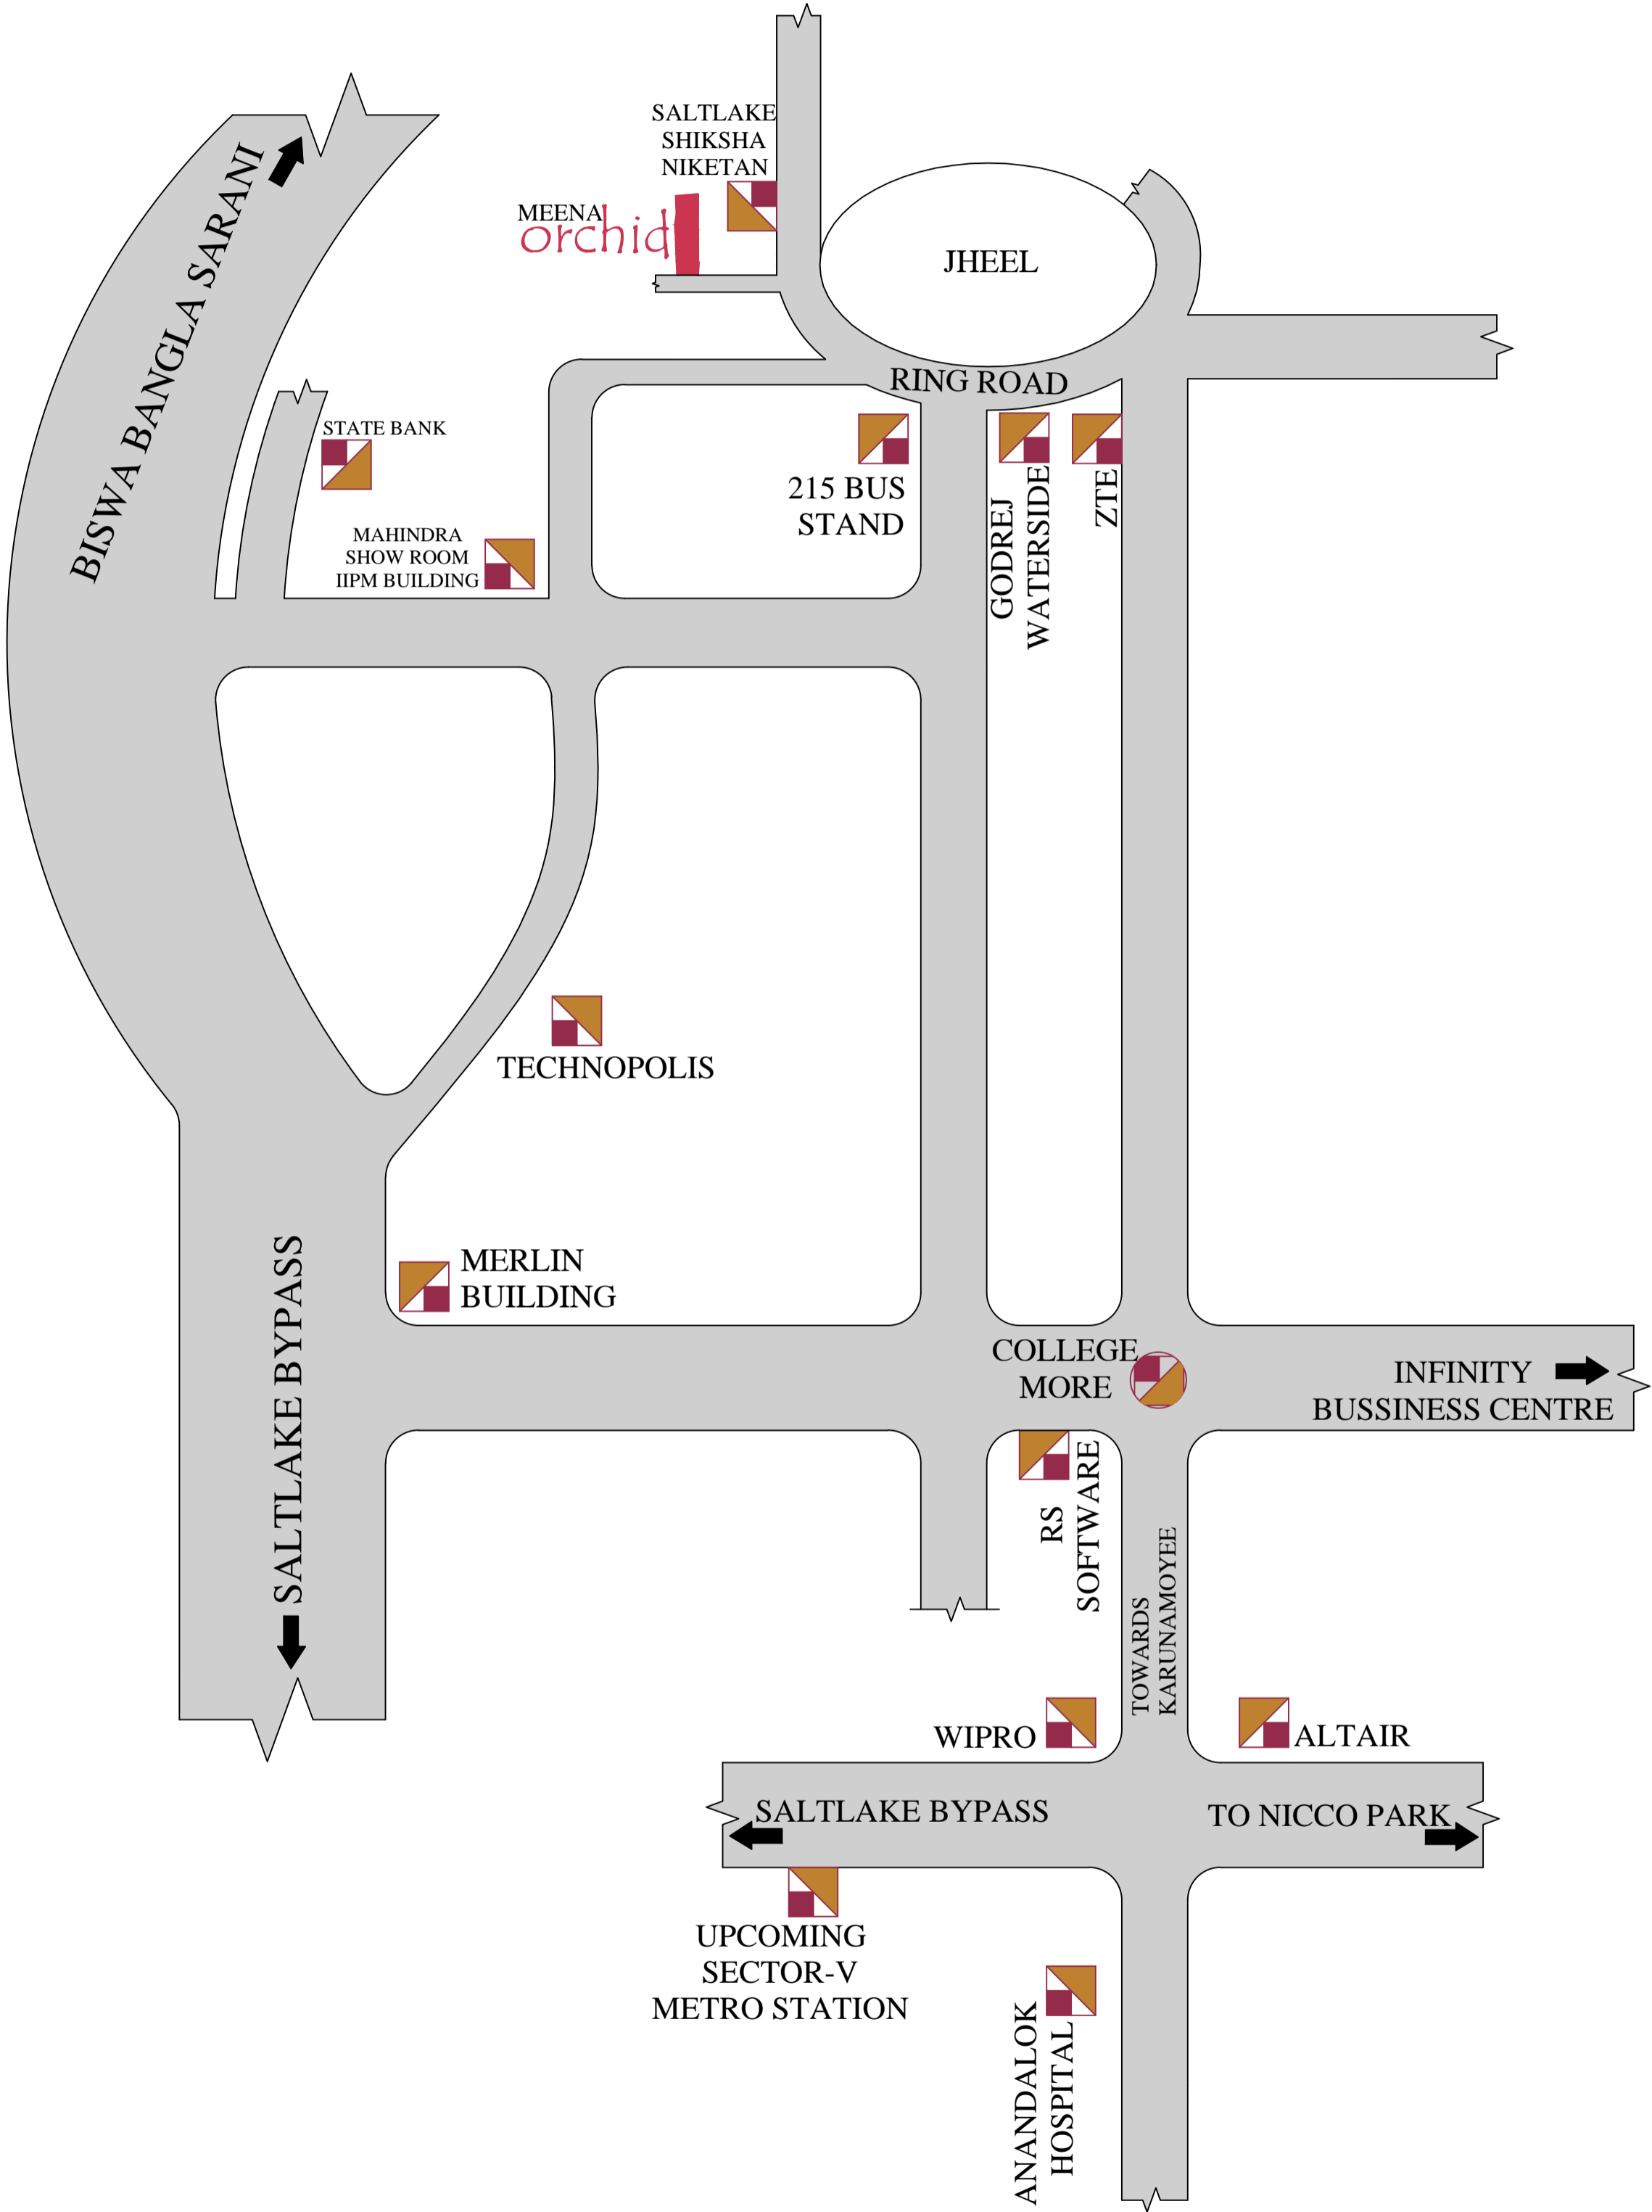 SALTLAKE
SHIKSHA
NIKETAN
MEENA
orchid
BISWA BANGLA SARANI
JHEEL
RING ROAD
STATE BANK
215 BUS
STAND
GODREJ
WATERSIDE
ZTE
MAHINDRA
SHOW ROOM
IIPM BUILDING
TECHNOPOLIS
MERLIN
BUILDING
SALTLAKE BYPASS
COLLEGE
MORE
INFINITY
BUSSINESS CENTRE
RS
SOFTWARE
TOWARDS
KARUNAMOYEE
WIPRO
ALTAIR
SALTLAKE BYPASS
TO NICCO PARK
UPCOMING
SECTOR-V
METRO STATION
ANANDALOK
HOSPITAL